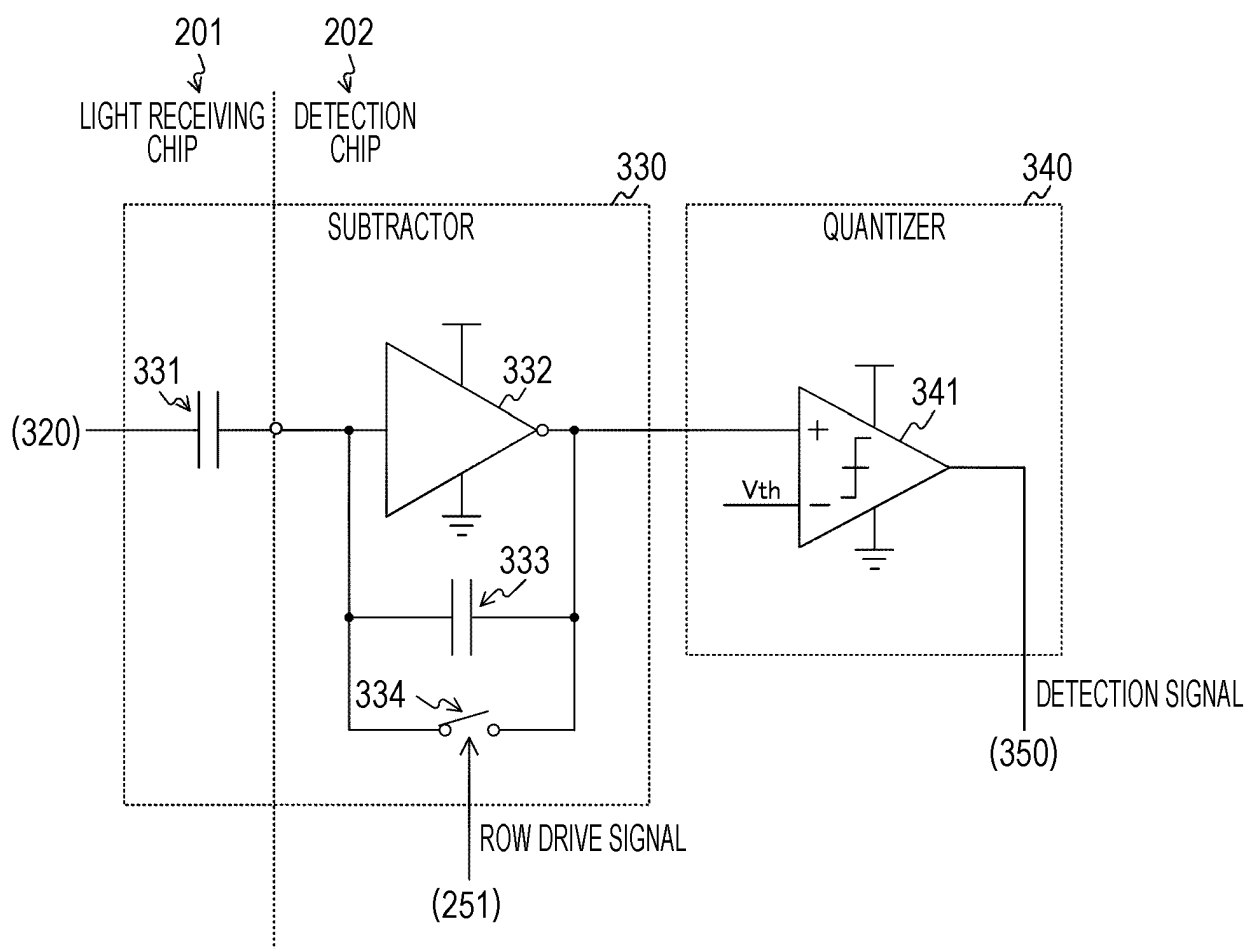 201
202
LIGHT RECEIVING
CHIP
DETECTION
CHIP
330
340
SUBTRACTOR
QUANTIZER
331
332
341
(320)
+
Vth
−
333
334
DETECTION SIGNAL
(350)
ROW DRIVE SIGNAL
(251)